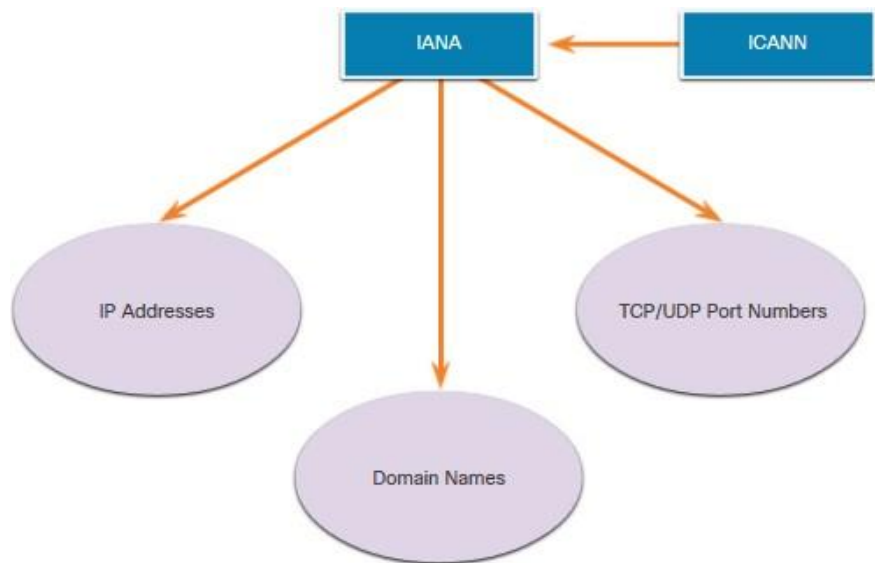 IANA
ICANN
IP Addresses
TCP/UDP Port Numbers
Domain Names